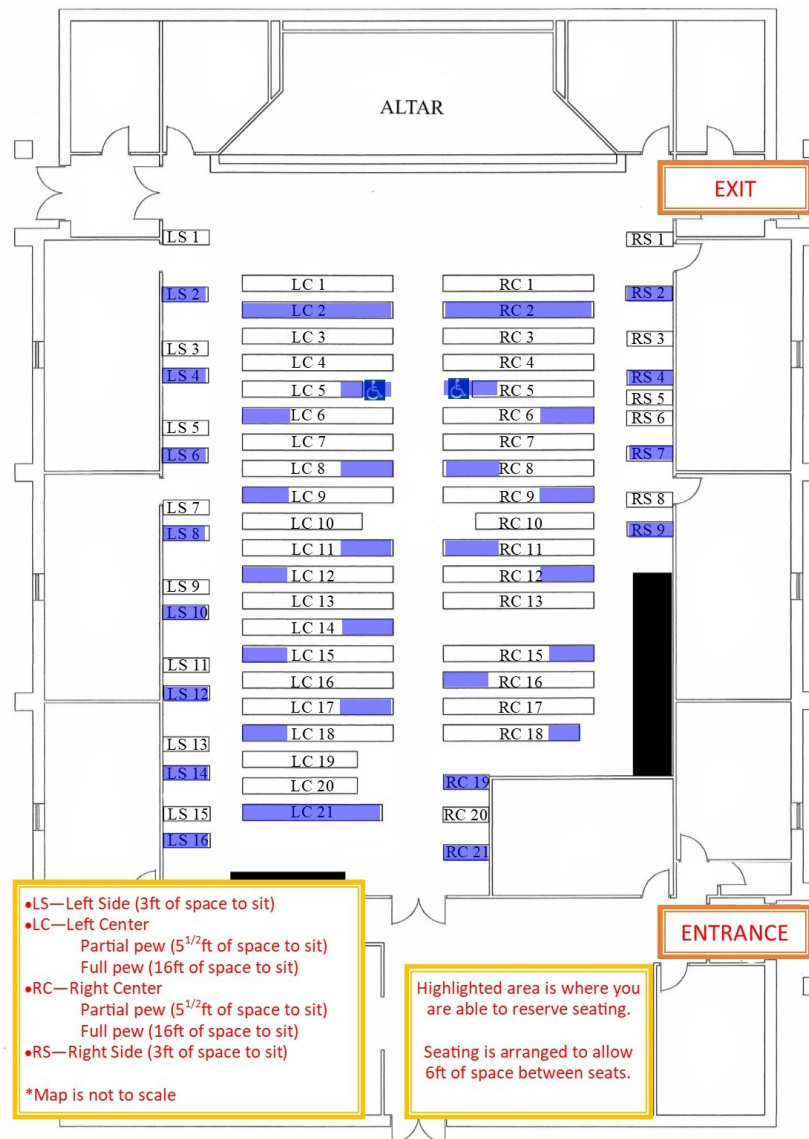 ALTAR
EXIT
LS 1
RS 1
LC 1
RC 1
LS 2
RS 2
LC 2
RC 2
LC 3
RC 3
RS 3
LS 3
LC 4
RC 4
LS 4
RS 4
LC 5
RC 5
RS 5
LC 6
RC 6
RS 6
LS 5
LC 7
RC 7
LS 6
RS 7
LC 8
RC 8
LC 9
RC 9
RS 8
LS 7
LC 10
RC 10
LS 8
RS 9
LC 11
RC 11
LC 12
RC 12
LS 9
LC 13
RC 13
LS 10
LC 14
LC 15
RC 15
LS 11
LC 16
RC 16
LS 12
LC 17
RC 17
LC 18
RC 18
LS 13
LC 19
LS 14
LC 20
RC 19
LS 15
LC 21
RC 20
LS 16
RC 21
•LS—Left Side (3ft of space to sit)
•LC—Left Center
Partial pew (5 1/2ft of space to sit)
Full pew (16ft of space to sit)
•RC—Right Center
Partial pew (5 1/2ft of space to sit)
Full pew (16ft of space to sit)
•RS—Right Side (3ft of space to sit)
*Map is not to scale
ENTRANCE
Highlighted area is where you
are able to reserve seating.
Seating is arranged to allow
6ft of space between seats.